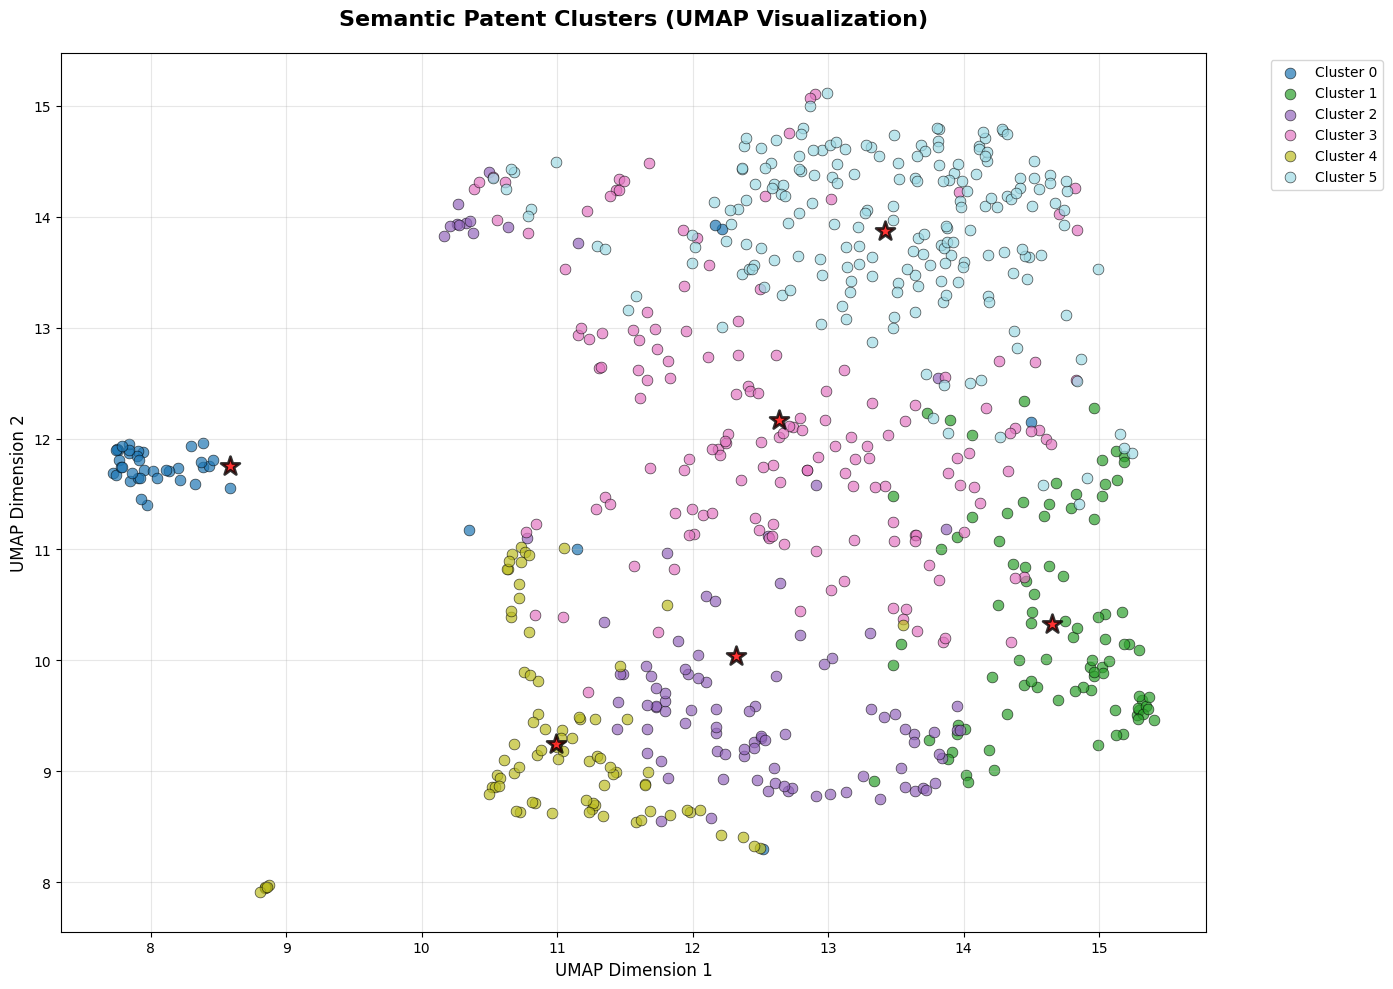 Semantic Patent Clusters (UMAP Visualization)
Cluster 0
Cluster 1
Cluster 2
Cluster 3
Cluster 4
Cluster 5
UMAP Dimension 2
15
14
13
12
11
10
9
8
8 9 10 11 12 13 14 15
UMAP Dimension 1